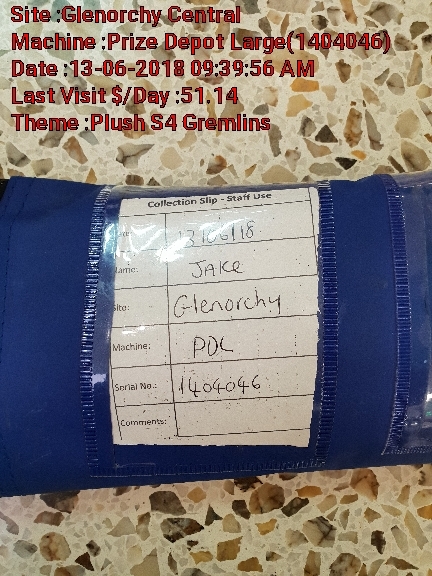 Site :Glenorchy Central
Machine :Prize Depot Large(1404046)
Date :13-06-2018 09:39:56 AM
Last Visit $/Day :51.14
Theme :Plush S4 Gremlins
Collection Slip - Staff Use
13/06/18
Name: JAKe
Site: Glenorchy
Machine: PDL
Serial No.: 1404046
Comments: